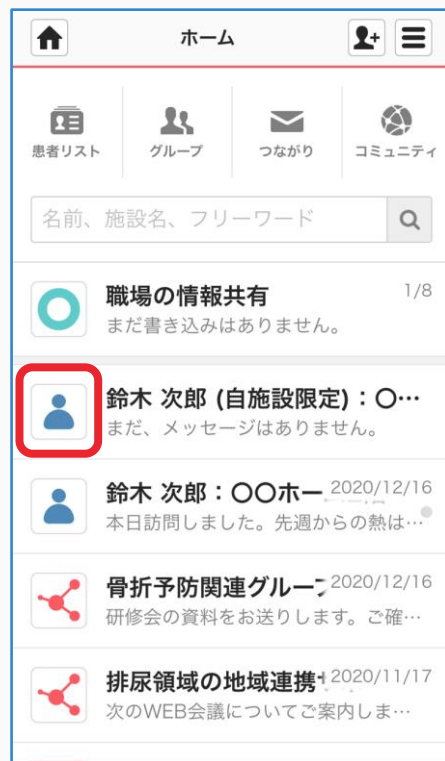 ホーム
患者リスト グループ つながり コミュニティ
名前、施設名、フリーワード
職場の情報共有 1/8
まだ書き込みはありません。
鈴木 次郎 (自施設限定)：〇…
まだ、メッセージはありません。
鈴木 次郎：〇〇ホー 2020/12/16
本日訪問しました。先週からの熱は…
骨折予防関連グルー 2020/12/16
研修会の資料をお送りします。ご確…
排尿領域の地域連携 2020/11/17
次のWEB会議についてご案内しま…